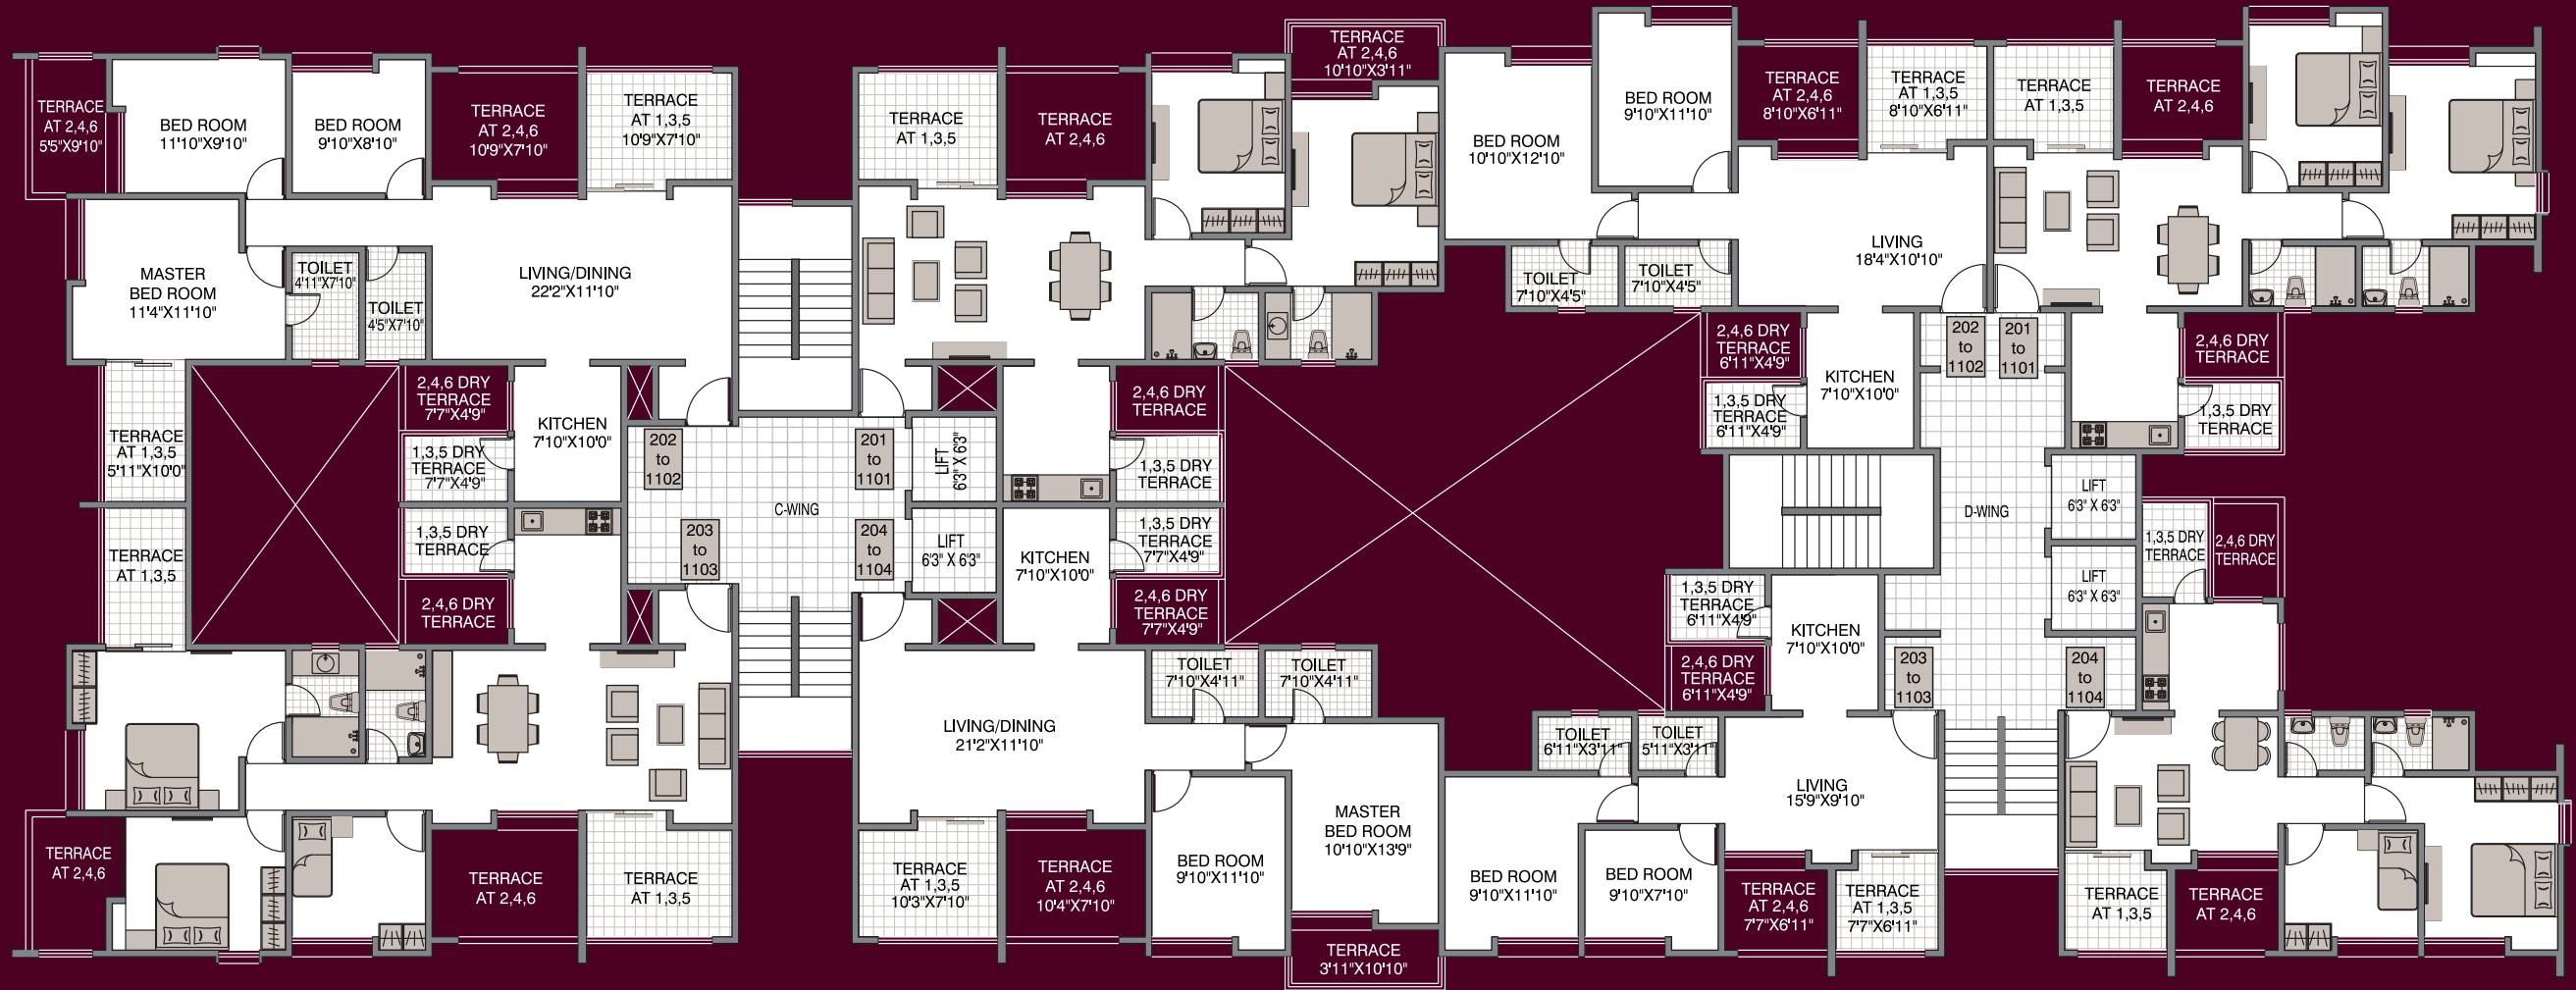 TERRACE
AT 2,4,6
5'5"X9'10"
BED ROOM
11'10"X9'10"
BED ROOM
9'10"X8'10"
TERRACE
AT 2,4,6
10'9"X7'10"
TERRACE
AT 1,3,5
10'9"X7'10"
MASTER
BED ROOM
11'4"X11'10"
TOILET
4'11"X7'10"
TOILET
4'5"X7'10"
LIVING/DINING
22'2"X11'10"
TERRACE
AT 1,3,5
5'11"X10'0"
2,4,6 DRY
TERRACE
7'7"X4'9"
1,3,5 DRY
TERRACE
7'7"X4'9"
KITCHEN
7'10"X10'0"
202
to
1102
TERRACE
AT 1,3,5
TERRACE
AT 2,4,6
201
to
1101
LIFT
6'3" X 6'3"
2,4,6 DRY
TERRACE
1,3,5 DRY
TERRACE
C-WING
TERRACE
AT 1,3,5
1,3,5 DRY
TERRACE
2,4,6 DRY
TERRACE
203
to
1103
TERRACE
AT 2,4,6
TERRACE
AT 2,4,6
TERRACE
AT 1,3,5
204
to
1104
LIFT
6'3" X 6'3"
KITCHEN
7'10"X10'0"
1,3,5 DRY
TERRACE
7'7"X4'9"
2,4,6 DRY
TERRACE
7'7"X4'9"
TOILET
7'10"X4'11"
TOILET
7'10"X4'11"
LIVING/DINING
21'2"X11'10"
TERRACE
AT 1,3,5
10'3"X7'10"
TERRACE
AT 2,4,6
10'4"X7'10"
BED ROOM
9'10"X11'10"
MASTER
BED ROOM
10'10"X13'9"
TERRACE
3'11"X10'10"
TERRACE
AT 2,4,6
10'10"X3'11"
BED ROOM
10'10"X12'10"
BED ROOM
9'10"X11'10"
TERRACE
AT 2,4,6
8'10"X6'11"
TERRACE
AT 1,3,5
8'10"X6'11"
TOILET
7'10"X4'5"
TOILET
7'10"X4'5"
LIVING
18'4"X10'10"
2,4,6 DRY
TERRACE
6'11"X4'9"
1,3,5 DRY
TERRACE
6'11"X4'9"
KITCHEN
7'10"X10'0"
202
to
1102
TERRACE
AT 1,3,5
TERRACE
AT 2,4,6
201
to
1101
2,4,6 DRY
TERRACE
1,3,5 DRY
TERRACE
LIFT
6'3" X 6'3"
D-WING
LIFT
6'3" X 6'3"
1,3,5 DRY
TERRACE
2,4,6 DRY
TERRACE
1,3,5 DRY
TERRACE
6'11"X4'9"
2,4,6 DRY
TERRACE
6'11"X4'9"
KITCHEN
7'10"X10'0"
203
to
1103
204
to
1104
TOILET
6'11"X3'11"
TOILET
5'11"X3'11"
LIVING
15'9"X9'10"
BED ROOM
9'10"X11'10"
BED ROOM
9'10"X7'10"
TERRACE
AT 2,4,6
7'7"X6'11"
TERRACE
AT 1,3,5
7'7"X6'11"
TERRACE
AT 1,3,5
TERRACE
AT 2,4,6